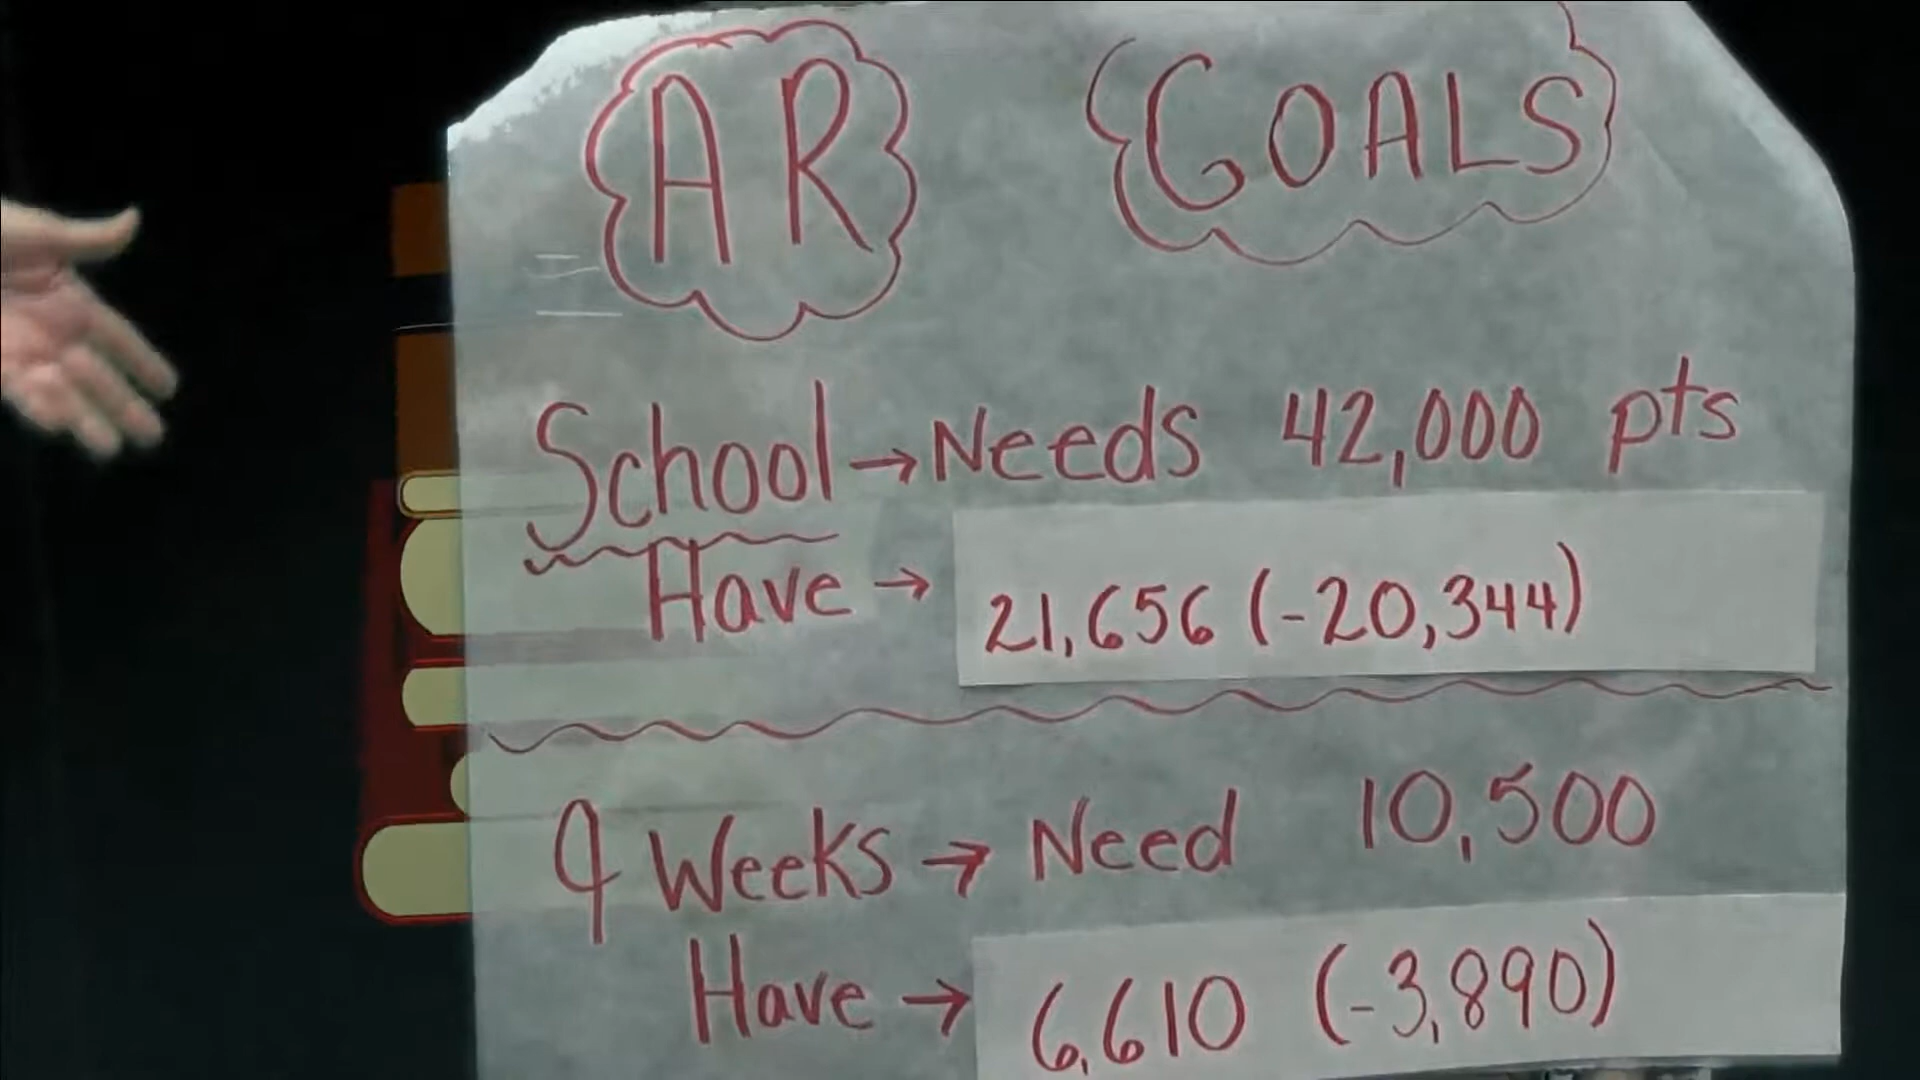 AR GOALS
School → Needs 42,000 pts
Have → 21,656 (-20,344)
9 Weeks → Need 10,500
Have → 6,610 (-3,890)